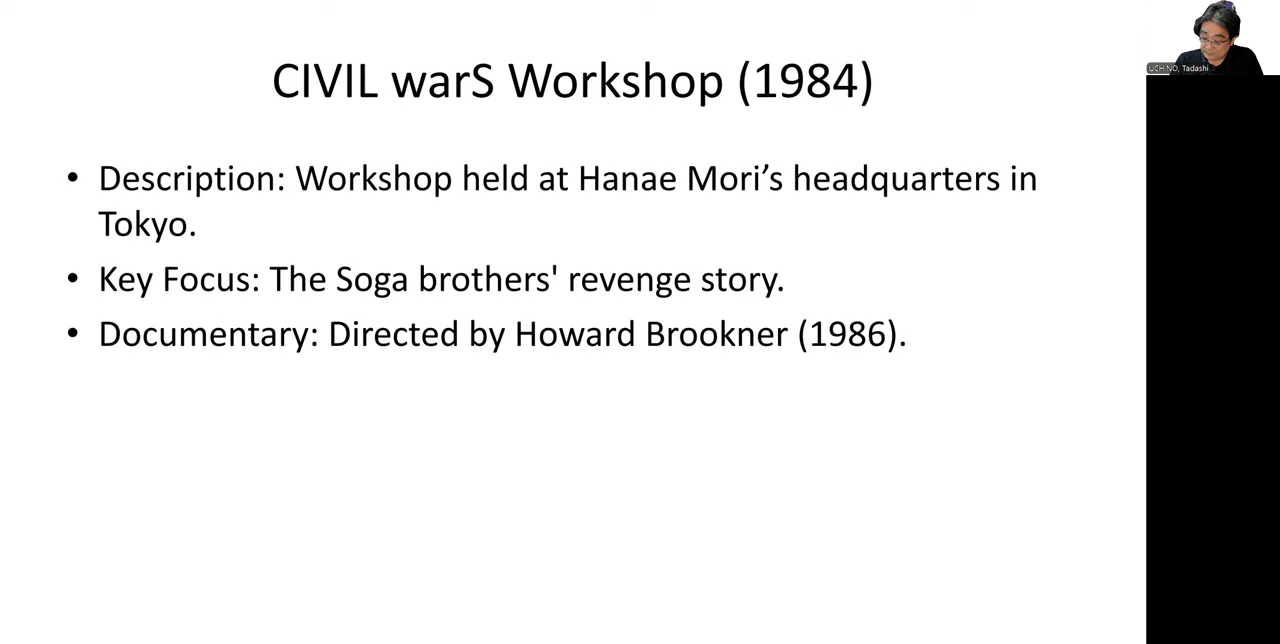 CIVIL warS Workshop (1984)
• Description: Workshop held at Hanae Mori’s headquarters in
Tokyo.
• Key Focus: The Soga brothers' revenge story.
• Documentary: Directed by Howard Brookner (1986).
UCHINO, Tadashi